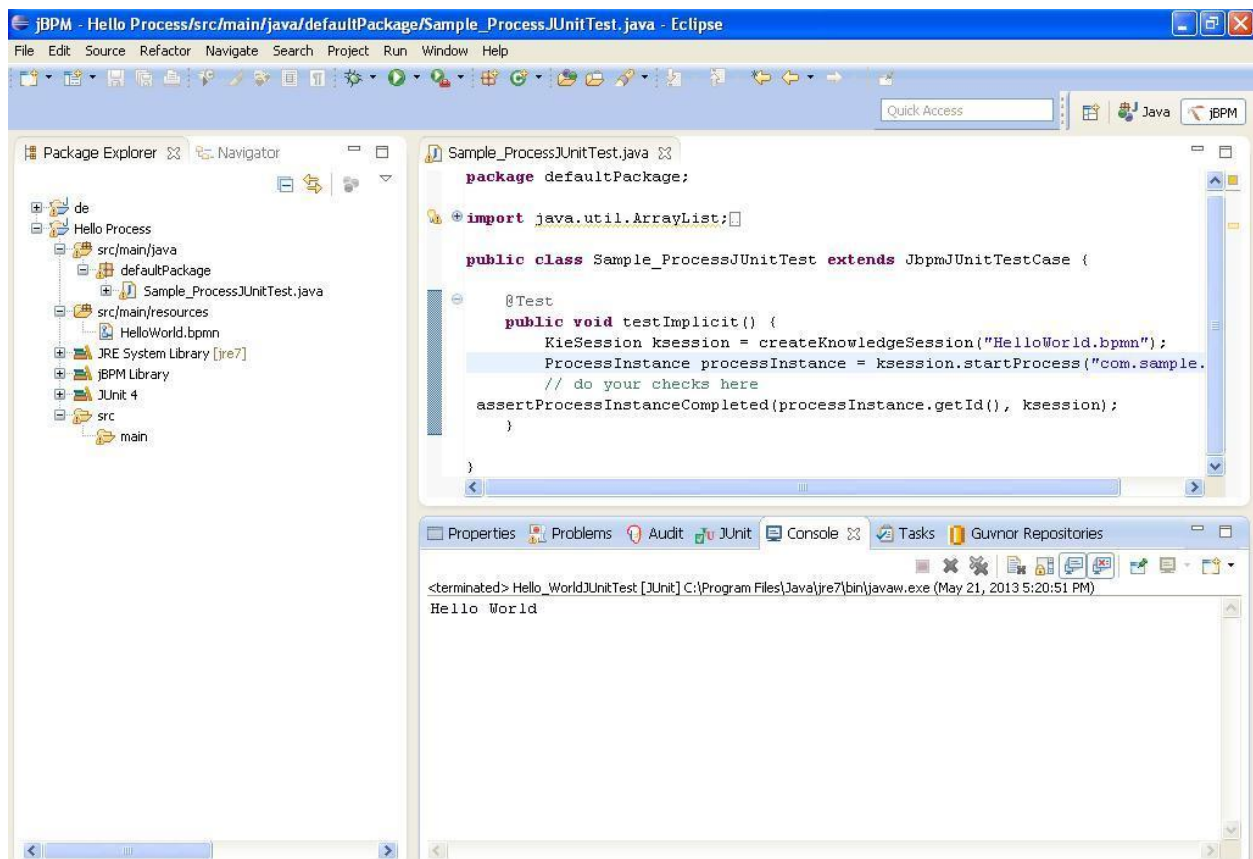 jBPM - Hello Process/src/main/java/defaultPackage/Sample_ProcessJUnitTest.java - Eclipse
File Edit Source Refactor Navigate Search Project Run Window Help
Quick Access
Java
jBPM
Package Explorer
Navigator
de
Hello Process
src/main/java
defaultPackage
Sample_ProcessJUnitTest.java
src/main/resources
HelloWorld.bpmn
JRE System Library [jre7]
jBPM Library
JUnit 4
src
main
Sample_ProcessJUnitTest.java
package defaultPackage;
import java.util.ArrayList;
public class Sample_ProcessJUnitTest extends JbpmJUnitTestCase {
@Test
public void testImplicit() {
KieSession ksession = createKnowledgeSession("HelloWorld.bpmn");
ProcessInstance processInstance = ksession.startProcess("com.sample.
// do your checks here
assertProcessInstanceCompleted(processInstance.getId(), ksession);
}
}
Properties Problems Audit JUnit Console Tasks Guvnor Repositories
<terminated> Hello_WorldJUnitTest [JUnit] C:\Program Files\Java\jre7\bin\javaw.exe (May 21, 2013 5:20:51 PM)
Hello World